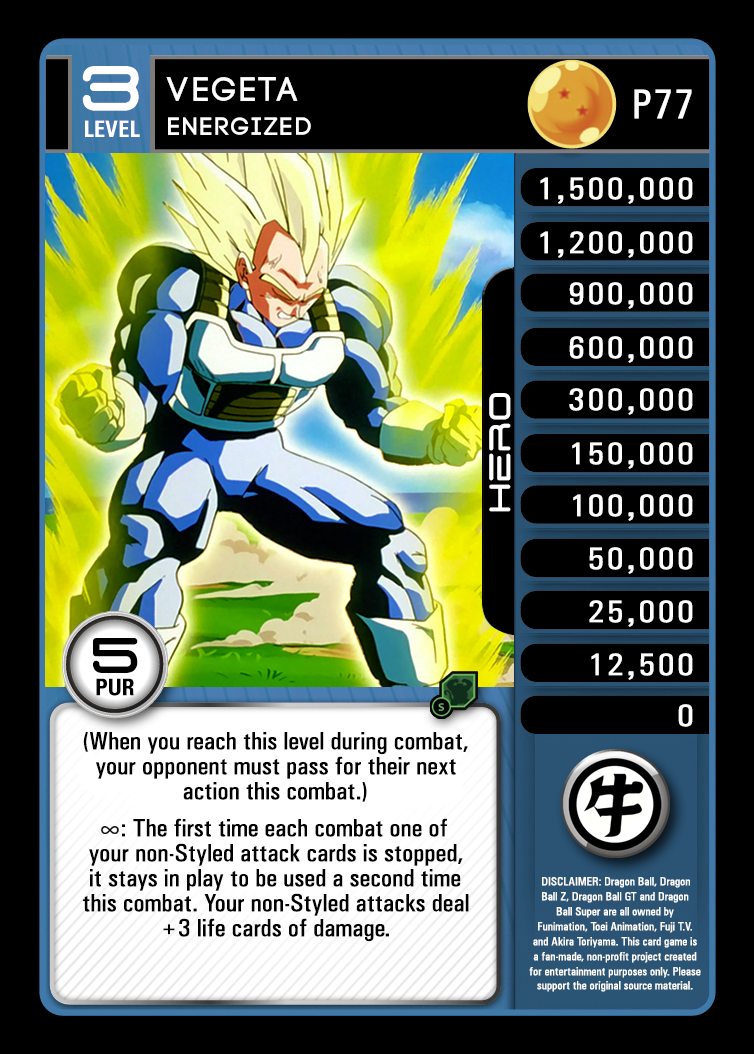 3
LEVEL
VEGETA
ENERGIZED
P77
1,500,000
1,200,000
900,000
600,000
300,000
150,000
100,000
50,000
25,000
12,500
0
HERO
5
PUR
S
(When you reach this level during combat,
your opponent must pass for their next
action this combat.)
∞: The first time each combat one of
your non-Styled attack cards is stopped,
it stays in play to be used a second time
this combat. Your non-Styled attacks deal
+3 life cards of damage.
牛
DISCLAIMER: Dragon Ball, Dragon
Ball Z, Dragon Ball GT and Dragon
Ball Super are all owned by
Funimation, Toei Animation, Fuji T.V.
and Akira Toriyama. This card game is
a fan-made, non-profit project created
for entertainment purposes only. Please
support the original source material.